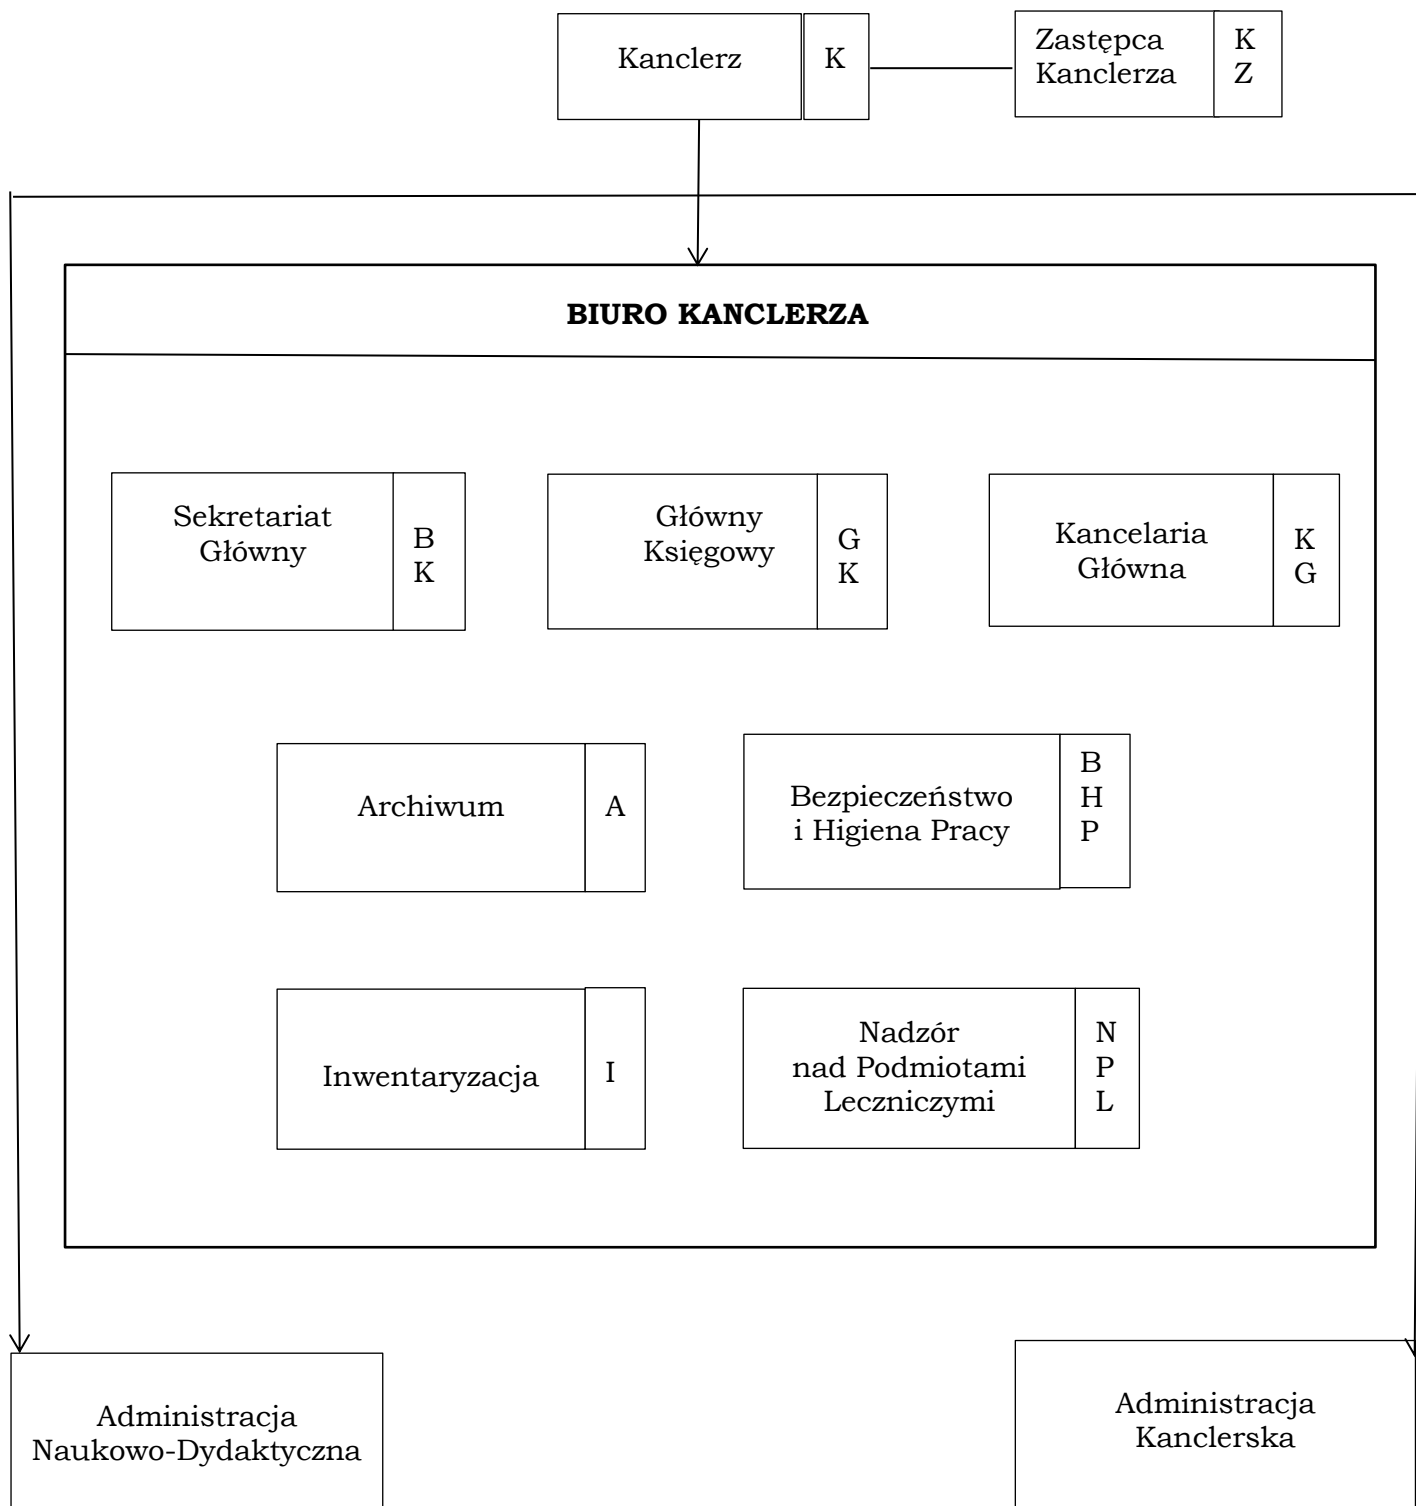 Kanclerz
K
Zastępca
Kanclerza
K
Z
BIURO KANCLERZA
Sekretariat
Główny
B
K
Główny
Księgowy
G
K
Kancelaria
Główna
K
G
Archiwum
A
Bezpieczeństwo
i Higiena Pracy
B
H
P
Inwentaryzacja
I
Nadzór
nad Podmiotami
Leczniczymi
N
P
L
Administracja
Naukowo-Dydaktyczna
Administracja
Kanclerska